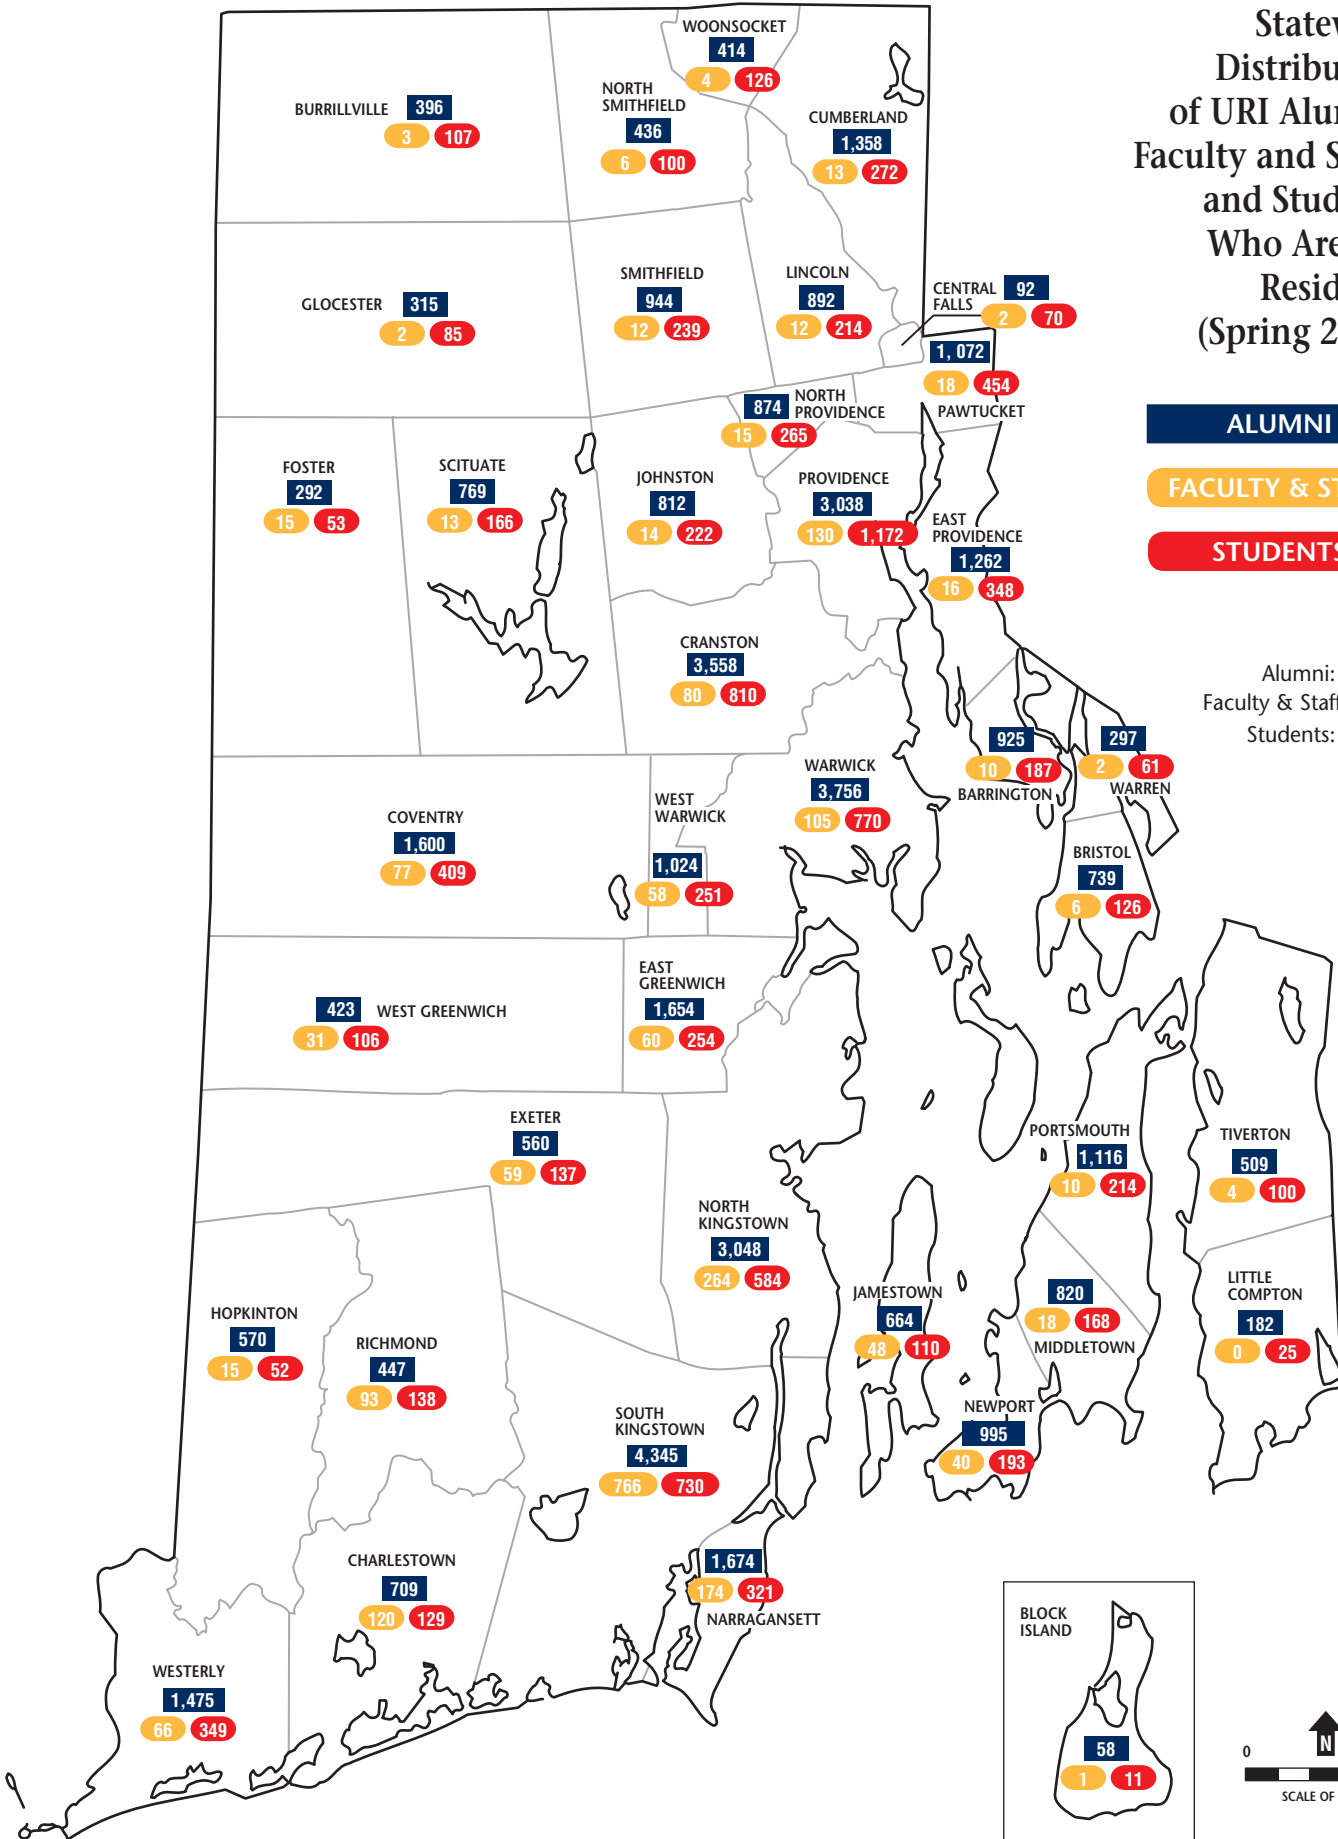 Statew
Distribu
of URI Alur
Faculty and S
and Stud
Who Are
Resid
(Spring 2
ALUMNI
FACULTY & ST
STUDENTS
Alumni:
Faculty & Staff
Students:
WOONSOCKET
414
4 126
BURRILLVILLE 396
3 107
NORTH
SMITHFIELD
436
6 100
CUMBERLAND
1,358
13 272
GLOCESTER 315
2 85
SMITHFIELD
944
12 239
LINCOLN
892
12 214
CENTRAL
FALLS
92
2 70
1, 072
18 454
PAWTUCKET
874
15 265
NORTH
PROVIDENCE
FOSTER
292
15 53
SCITUATE
769
13 166
JOHNSTON
812
14 222
PROVIDENCE
3,038
130 1,172
EAST
PROVIDENCE
1,262
16 348
CRANSTON
3,558
80 810
925
10 187
BARRINGTON
297
2 61
WARREN
WARWICK
3,756
105 770
COVENTRY
1,600
77 409
WEST
WARWICK
1,024
58 251
BRISTOL
739
6 126
423 WEST GREENWICH
31 106
EAST
GREENWICH
1,654
60 254
EXETER
560
59 137
PORTSMOUTH
1,116
10 214
TIVERTON
509
4 100
NORTH
KINGSTOWN
3,048
264 584
JAMESTOWN
664
48 110
820
18 168
MIDDLETOWN
LITTLE
COMPTON
182
0 25
HOPKINTON
570
15 52
RICHMOND
447
93 138
SOUTH
KINGSTOWN
4,345
766 730
NEWPORT
995
40 193
CHARLESTOWN
709
120 129
1,674
174 321
NARRAGANSETT
WESTERLY
1,475
66 349
BLOCK
ISLAND
58
1 11
N
0
SCALE OF